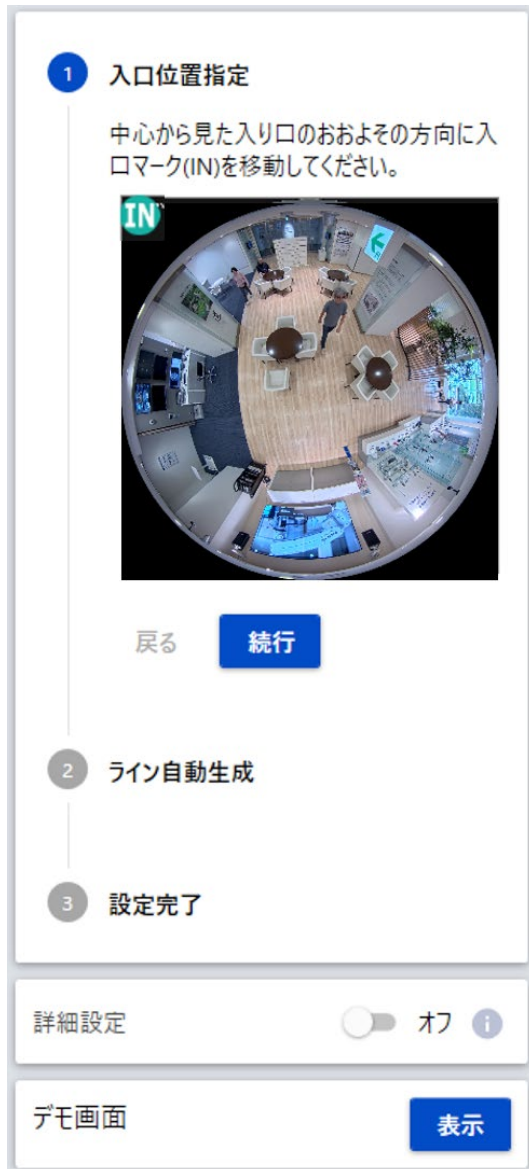 1 入口位置指定
中心から見た入り口のおおよその方向に入
口マーク(IN)を移動してください。
IN
戻る 続行
2 ライン自動生成
3 設定完了
詳細設定 オフ i
デモ画面 表示